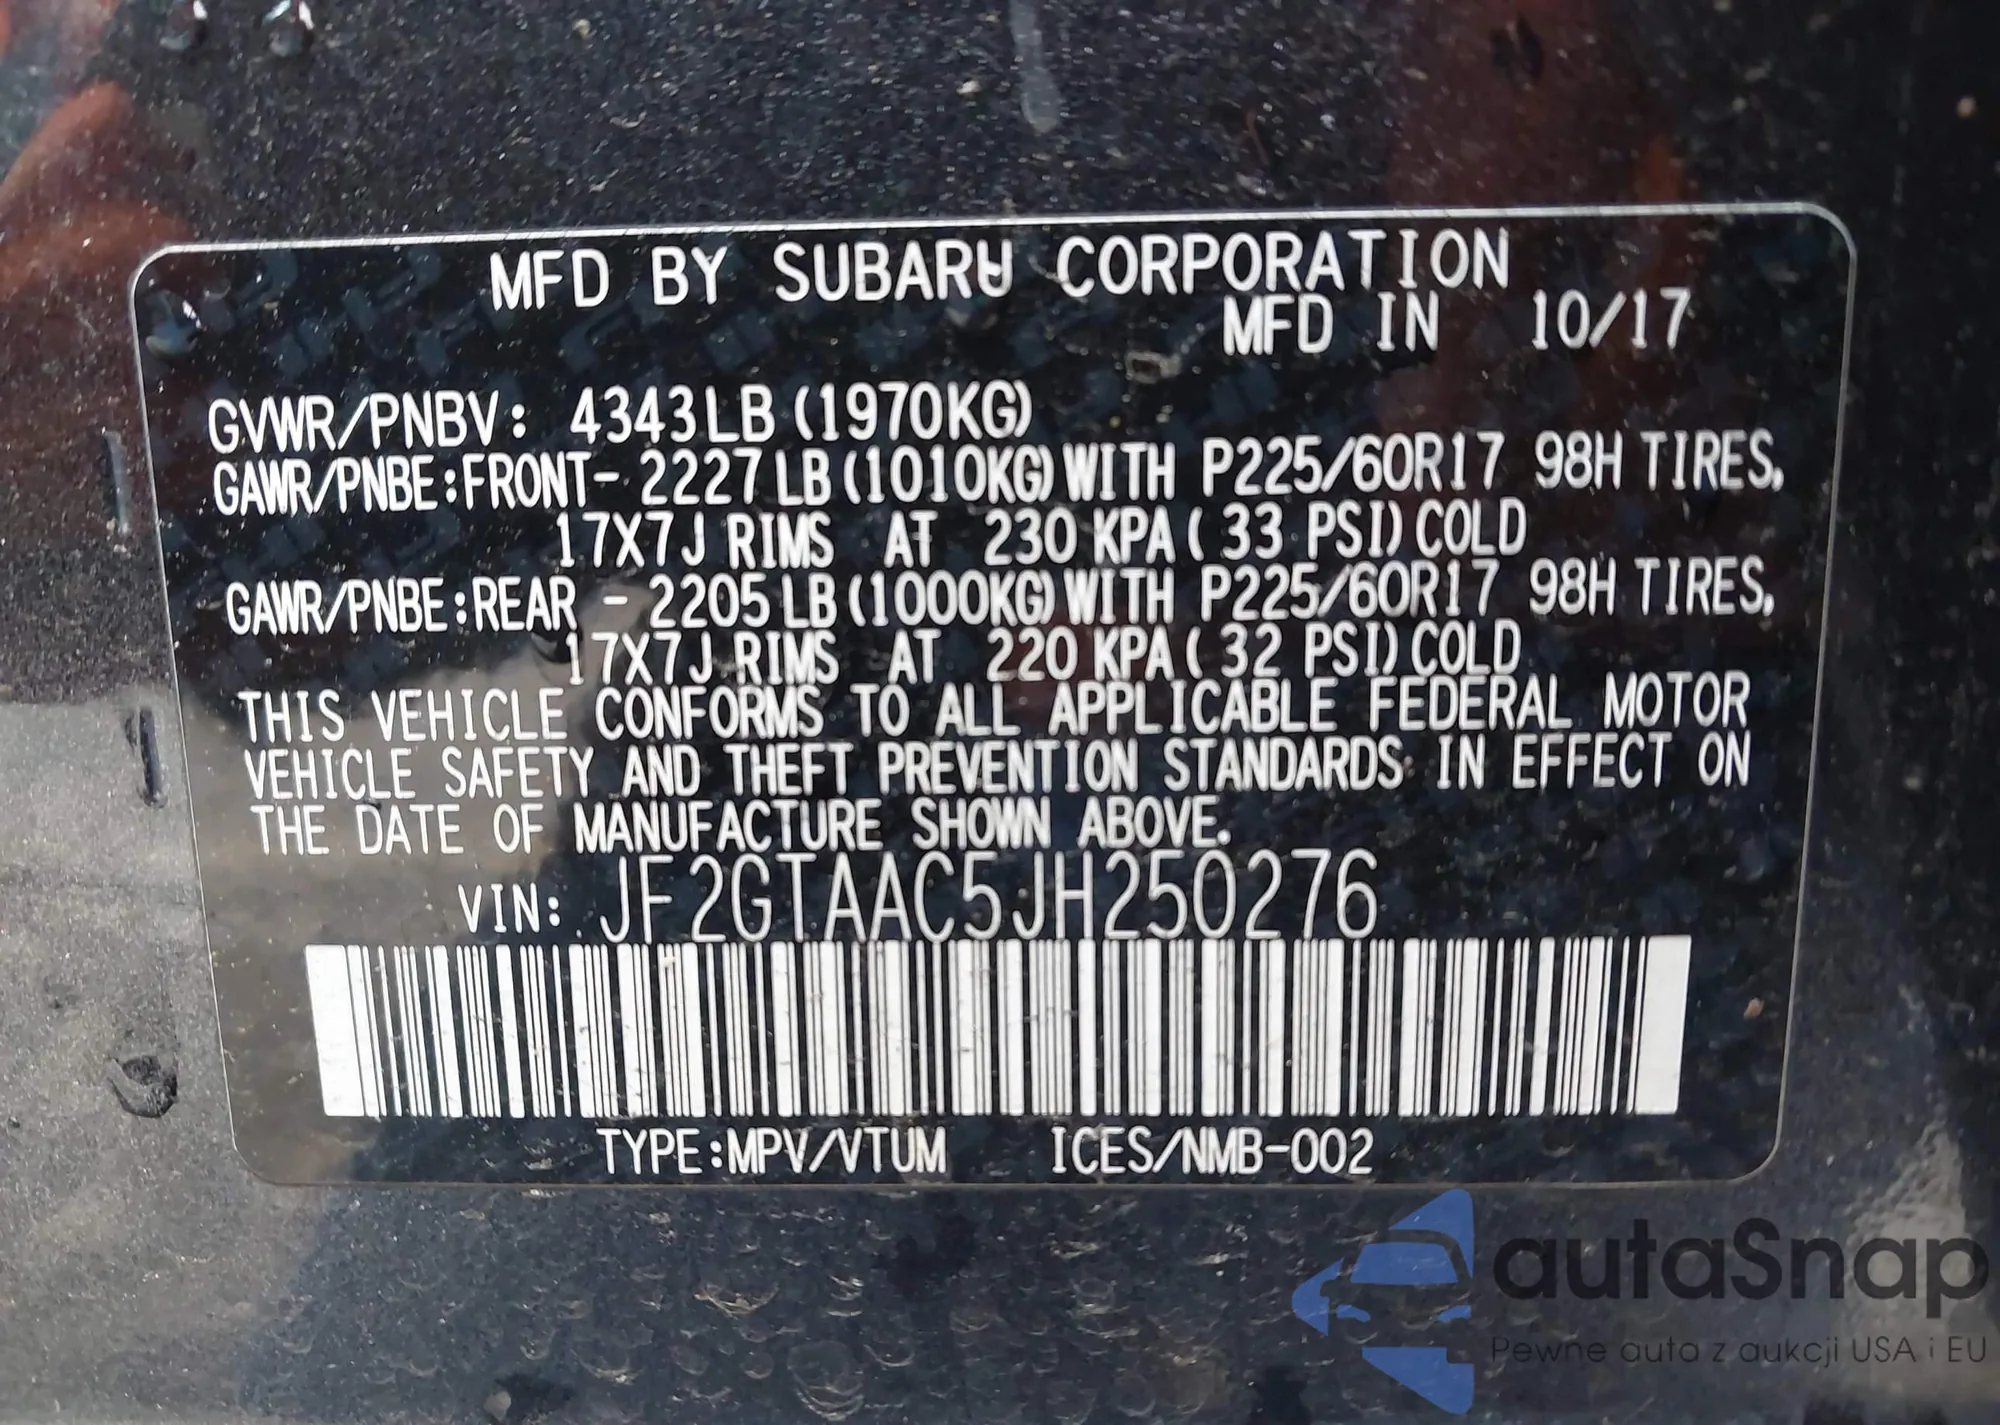 MFD BY SUBARU CORPORATION
MFD IN 10/17
GVWR/PNBV: 4343LB (1970KG)
GAWR/PNBE:FRONT- 2227LB (1010KG) WITH P225/60R17 98H TIRES,
17X7J RIMS AT 230 KPA ( 33 PSI) COLD
GAWR/PNBE:REAR - 2205LB (1000KG) WITH P225/60R17 98H TIRES,
17X7J RIMS AT 220 KPA ( 32 PSI) COLD
THIS VEHICLE CONFORMS TO ALL APPLICABLE FEDERAL MOTOR
VEHICLE SAFETY AND THEFT PREVENTION STANDARDS IN EFFECT ON
THE DATE OF MANUFACTURE SHOWN ABOVE.
VIN: JF2GTAAC5JH250276
TYPE:MPV/VTUM ICES/NMB-002
autaSnap
Pewne auta z aukcji USA i EU